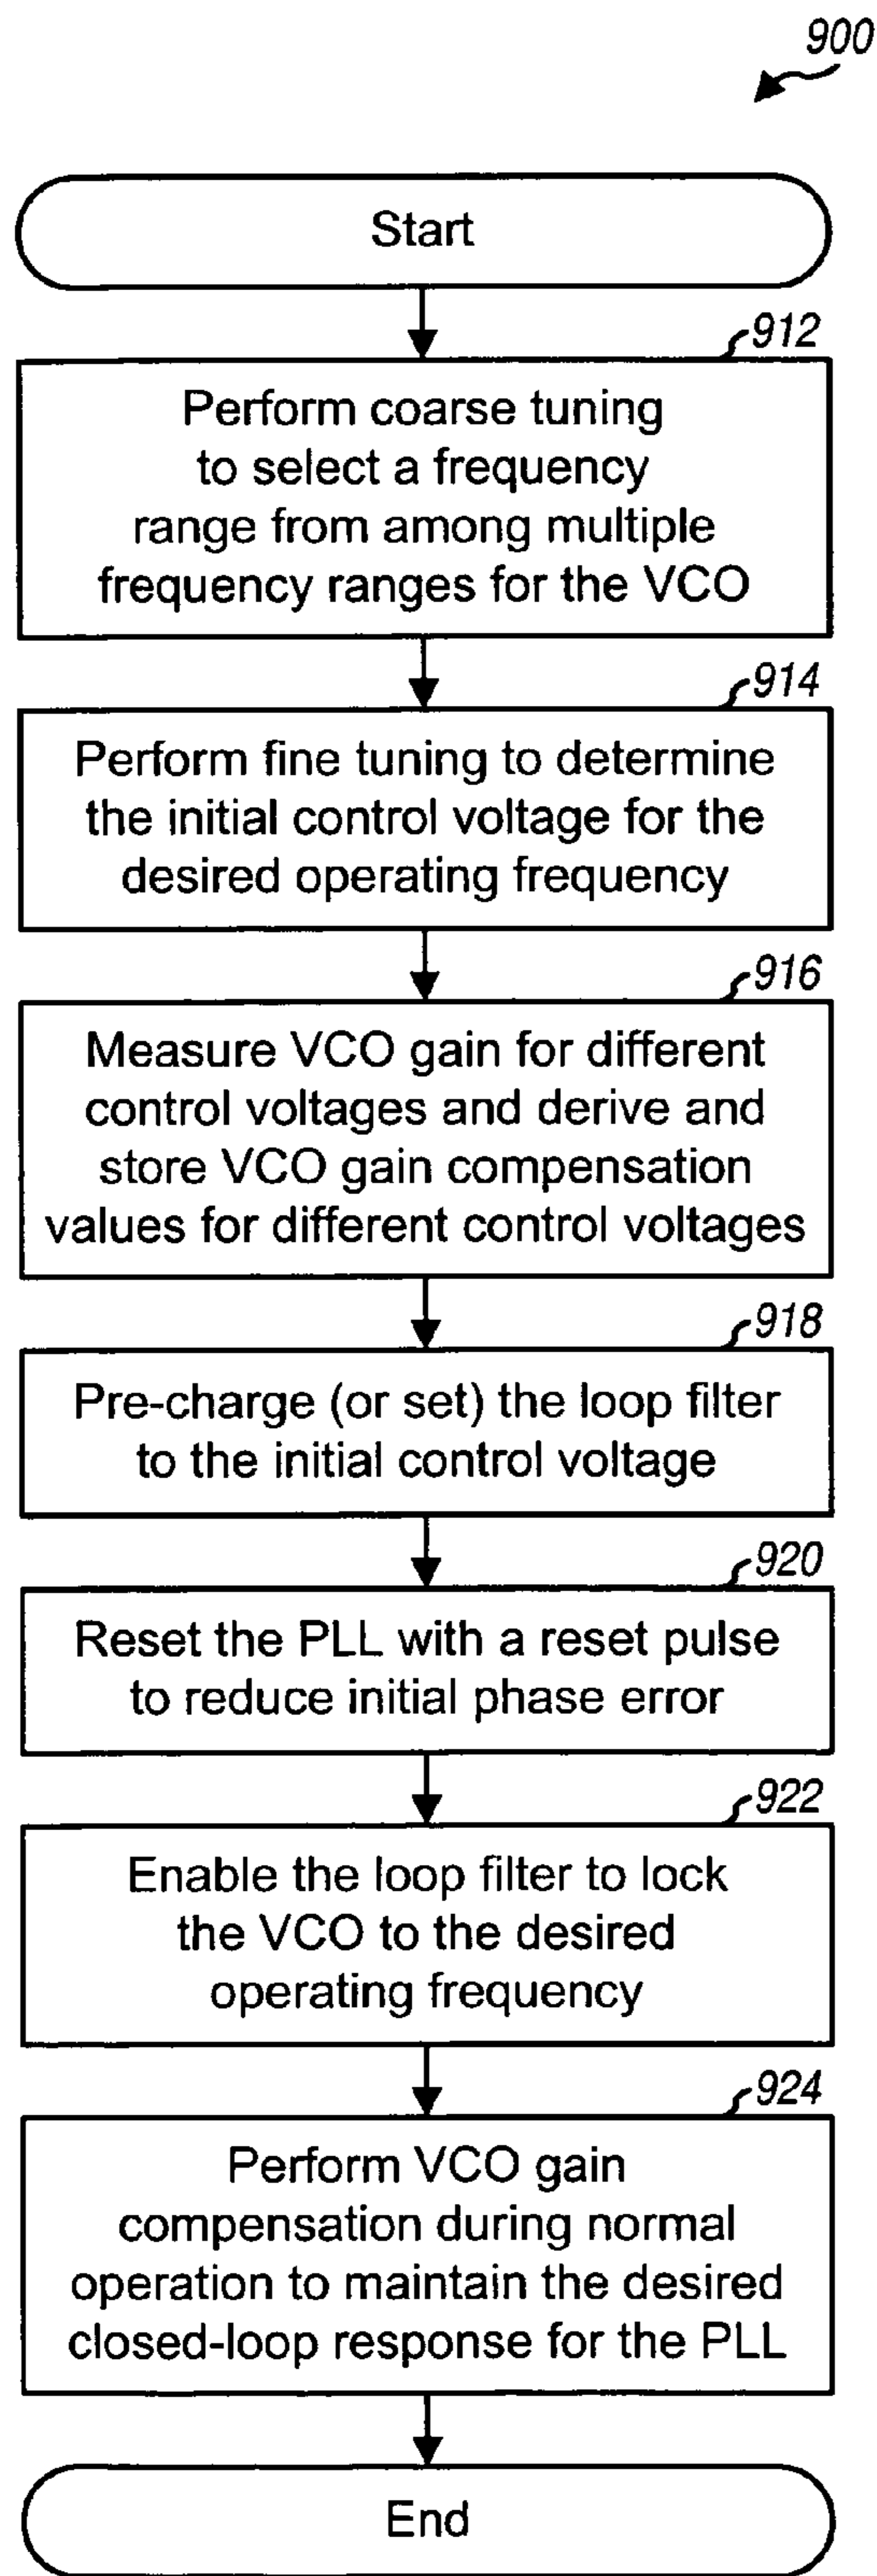 900
Start
912
Perform coarse tuning
to select a frequency
range from among multiple
frequency ranges for the VCO
914
Perform fine tuning to determine
the initial control voltage for the
desired operating frequency
916
Measure VCO gain for different
control voltages and derive and
store VCO gain compensation
values for different control voltages
918
Pre-charge (or set) the loop filter
to the initial control voltage
920
Reset the PLL with a reset pulse
to reduce initial phase error
922
Enable the loop filter to lock
the VCO to the desired
operating frequency
924
Perform VCO gain
compensation during normal
operation to maintain the desired
closed-loop response for the PLL
End